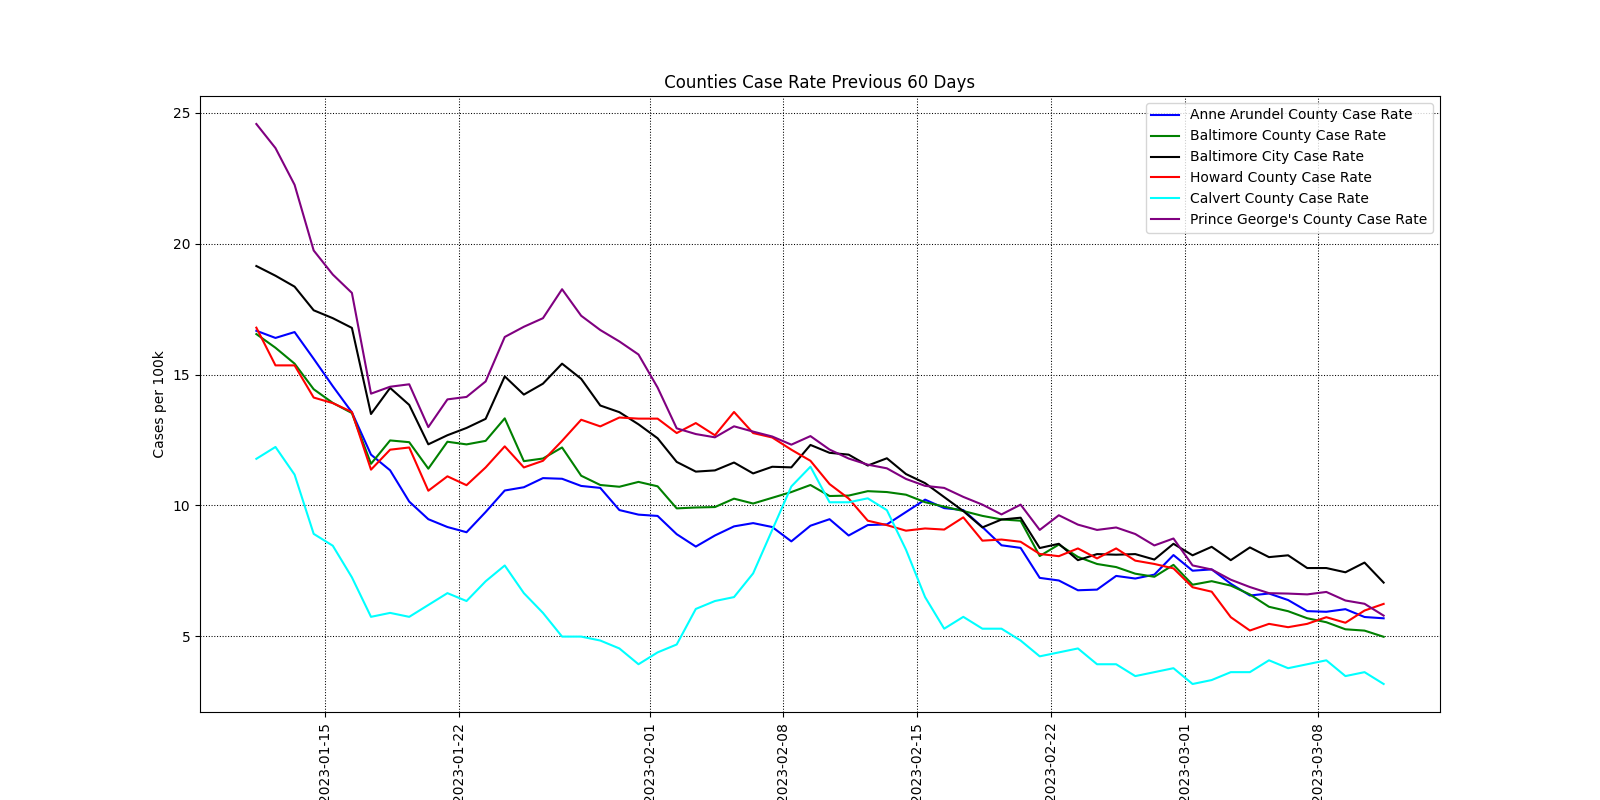 Counties Case Rate Previous 60 Days
Cases per 100k
25
20
15
10
5
Anne Arundel County Case Rate
Baltimore County Case Rate
Baltimore City Case Rate
Howard County Case Rate
Calvert County Case Rate
Prince George's County Case Rate
2023-01-15
2023-01-22
2023-02-01
2023-02-08
2023-02-15
2023-02-22
2023-03-01
2023-03-08